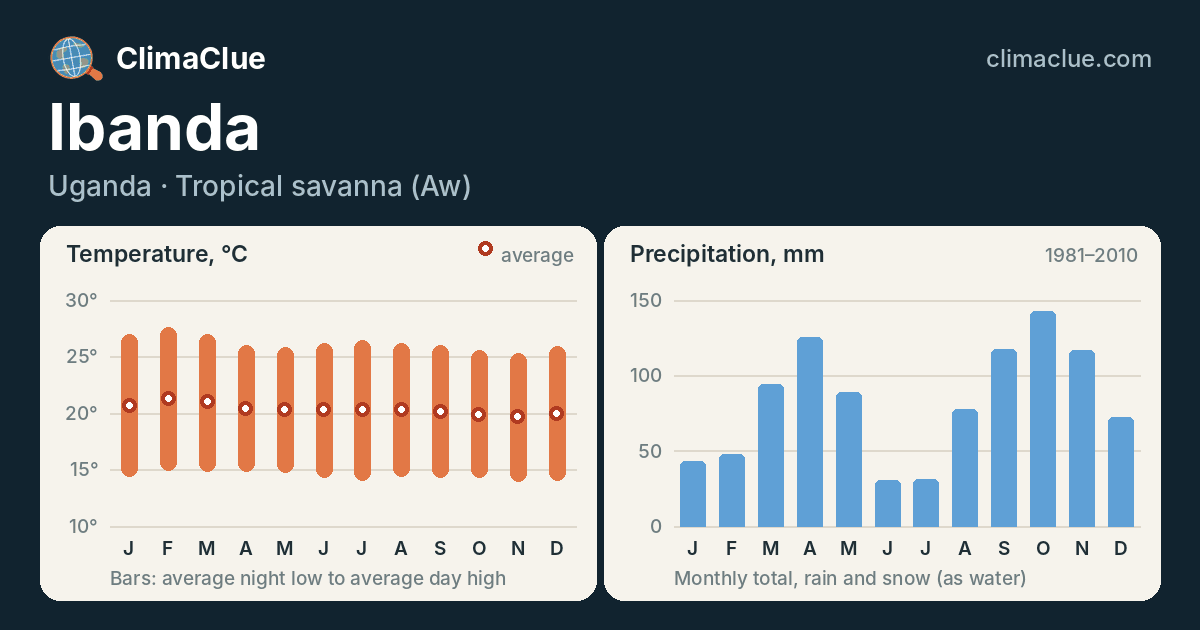 ClimaClue
climaclue.com
Ibanda
Uganda · Tropical savanna (Aw)
Temperature, °C
average
30°
25°
20°
15°
10°
J F M A M J J A S O N D
Bars: average night low to average day high
Precipitation, mm
1981–2010
150
100
50
0
J F M A M J J A S O N D
Monthly total, rain and snow (as water)